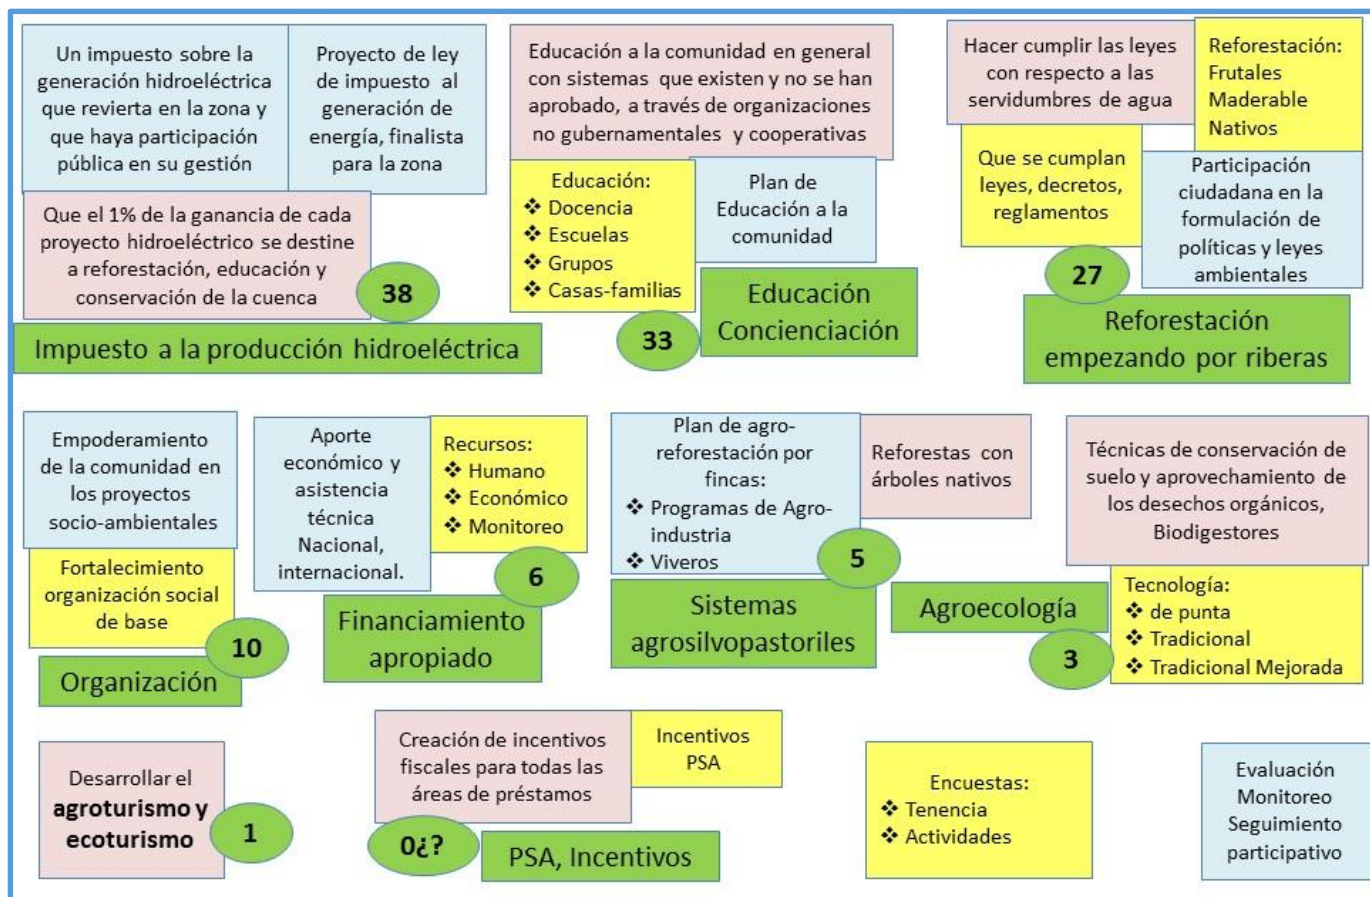 Un impuesto sobre la
generación hidroeléctrica
que revierta en la zona y
que haya participación
pública en su gestión
Proyecto de ley
de impuesto al
generación de
energía, finalista
para la zona
Que el 1% de la ganancia de cada
proyecto hidroeléctrico se destine
a reforestación, educación y
conservación de la cuenca
38
Impuesto a la producción hidroeléctrica
Educación a la comunidad en general
con sistemas que existen y no se han
aprobado, a través de organizaciones
no gubernamentales y cooperativas
Educación:
❖ Docencia
❖ Escuelas
❖ Grupos
❖ Casas-familias
Plan de
Educación a la
comunidad
33
Educación
Concienciación
Hacer cumplir las leyes
con respecto a las
servidumbres de agua
Reforestación:
Frutales
Maderable
Nativos
Que se cumplan
leyes, decretos,
reglamentos
Participación
ciudadana en la
formulación de
políticas y leyes
ambientales
27
Reforestación
empezando por riberas
Empoderamiento
de la comunidad en
los proyectos
socio-ambientales
Fortalecimiento
organización social
de base
10
Organización
Aporte
económico y
asistencia
técnica
Nacional,
internacional.
Recursos:
❖ Humano
❖ Económico
❖ Monitoreo
6
Financiamiento
apropiado
Plan de agro-
reforestación por
fincas:
❖ Programas de Agro-
industria
❖ Viveros
Reforestas con
árboles nativos
5
Sistemas
agrosilvopastoriles
Técnicas de conservación de
suelo y aprovechamiento de
los desechos orgánicos,
Biodigestores
Agroecología
3
Tecnología:
❖ de punta
❖ Tradicional
❖ Tradicional Mejorada
Desarrollar el
agroturismo y
ecoturismo
1
Creación de incentivos
fiscales para todas las
áreas de préstamos
Incentivos
PSA
0¿?
PSA, Incentivos
Encuestas:
❖ Tenencia
❖ Actividades
Evaluación
Monitoreo
Seguimiento
participativo